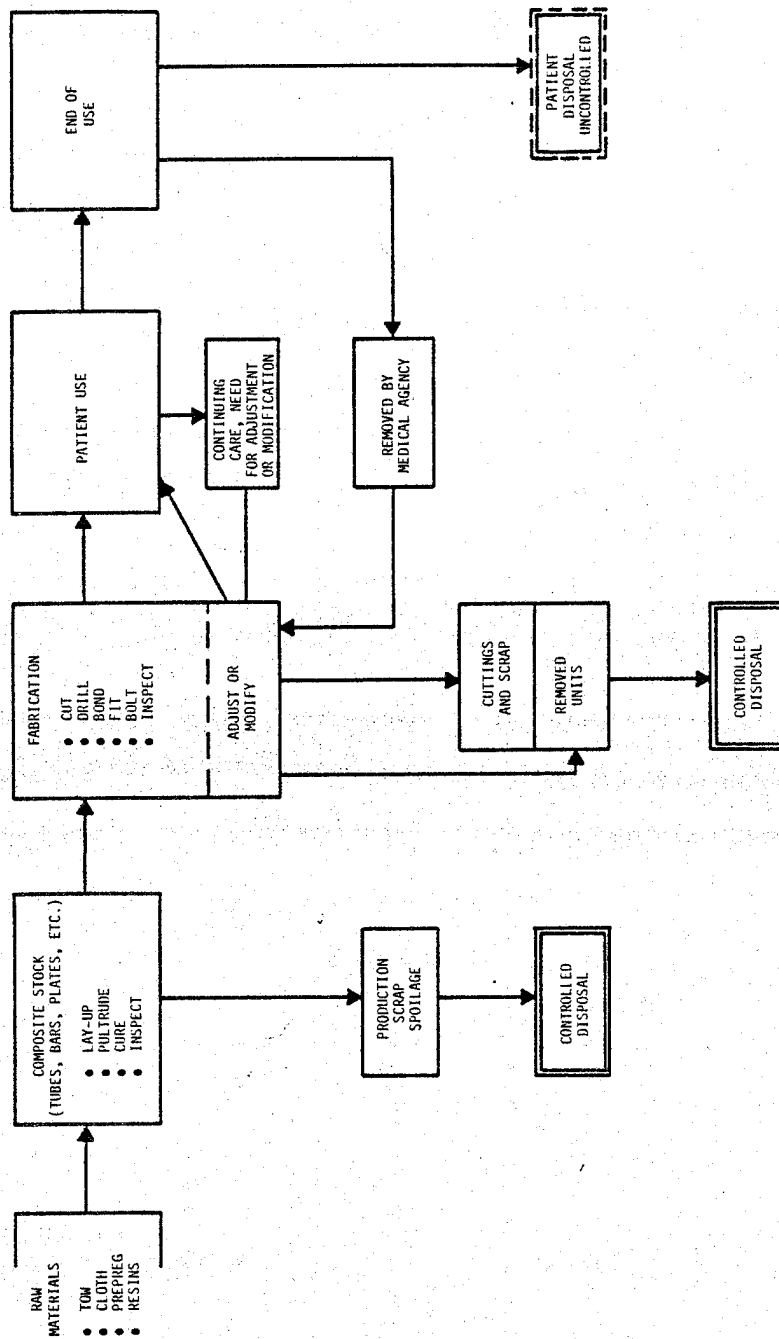 RAW
MATERIALS
• TOW
• CLOTH
• PREPREG
• RESINS
COMPOSITE STOCK
(TUBES, BARS, PLATES, ETC.)
• LAY-UP
• PULTRUDE
• CURE
• INSPECT
FABRICATION
• CUT
• DRILL
• BOND
• FIT
• BOLT
• INSPECT
ADJUST OR
MODIFY
PATIENT USE
END OF
USE
CONTINUING
CARE, NEED
FOR ADJUSTMENT
OR MODIFICATION
REMOVED BY
MEDICAL AGENCY
PRODUCTION
SCRAP
SPOILAGE
CUTTINGS
AND SCRAP
REMOVED
UNITS
PATIENT
DISPOSAL
UNCONTROLLED
CONTROLLED
DISPOSAL
CONTROLLED
DISPOSAL